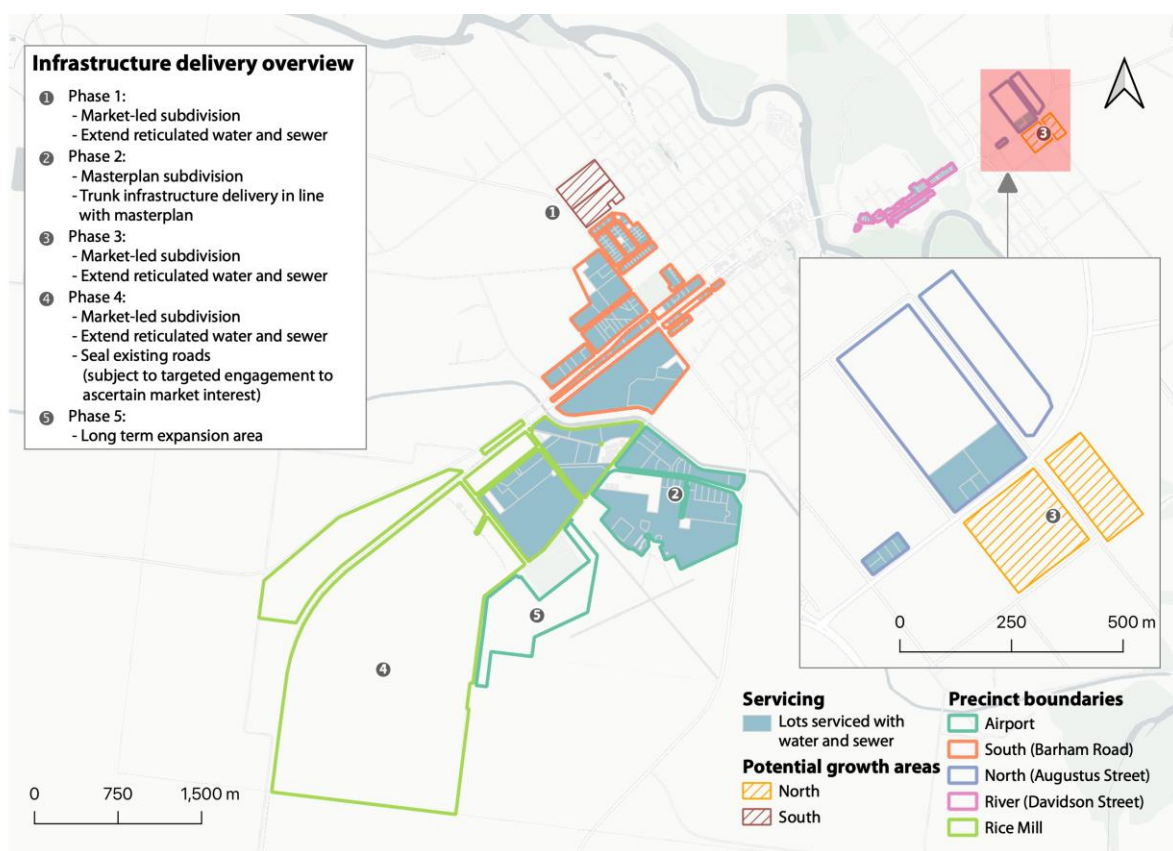 Infrastructure delivery overview
1 Phase 1:
- Market-led subdivision
- Extend reticulated water and sewer
2 Phase 2:
- Masterplan subdivision
- Trunk infrastructure delivery in line
with masterplan
3 Phase 3:
- Market-led subdivision
- Extend reticulated water and sewer
4 Phase 4:
- Market-led subdivision
- Extend reticulated water and sewer
- Seal existing roads
(subject to targeted engagement to
ascertain market interest)
5 Phase 5:
- Long term expansion area
3
1
2
3
0 250 500 m
5
4
Servicing
Lots serviced with
water and sewer
Potential growth areas
North
South
Precinct boundaries
Airport
South (Barham Road)
North (Augustus Street)
River (Davidson Street)
Rice Mill
0 750 1,500 m